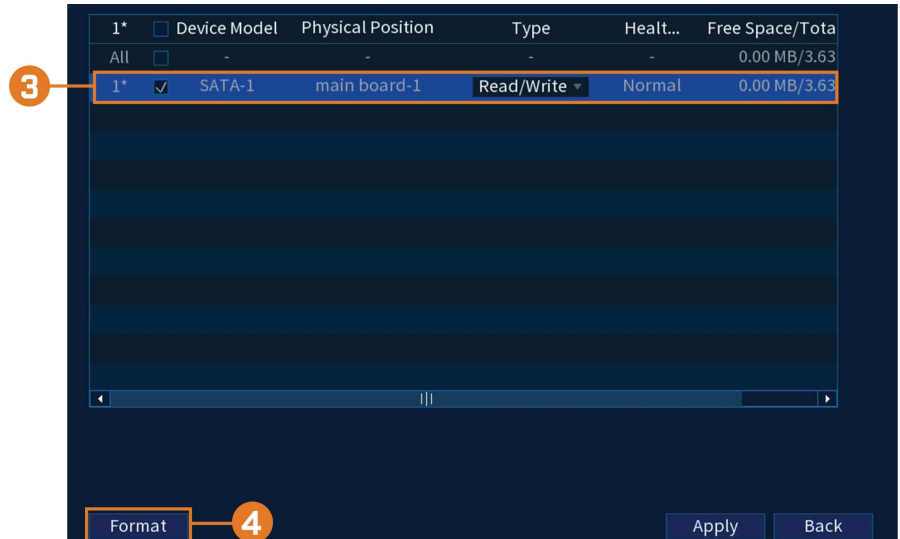 1* Device Model Physical Position Type Healt... Free Space/Tota
All - - - - 0.00 MB/3.63
3
1* SATA-1 main board-1 Read/Write Normal 0.00 MB/3.63
Format 4 Apply Back